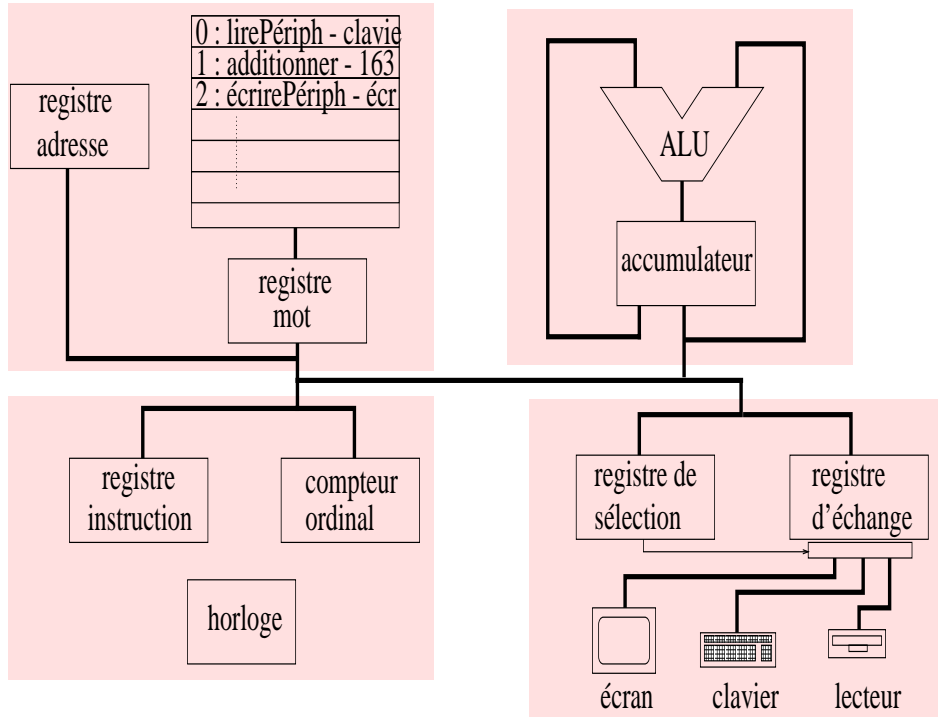 0 : lirePériph - clavie
1 : additionner - 163
2 : écrirePériph - écr
registre
adresse
registre
mot
ALU
accumulateur
registre
instruction
compteur
ordinal
horloge
registre de
sélection
registre
d'échange
écran
clavier
lecteur